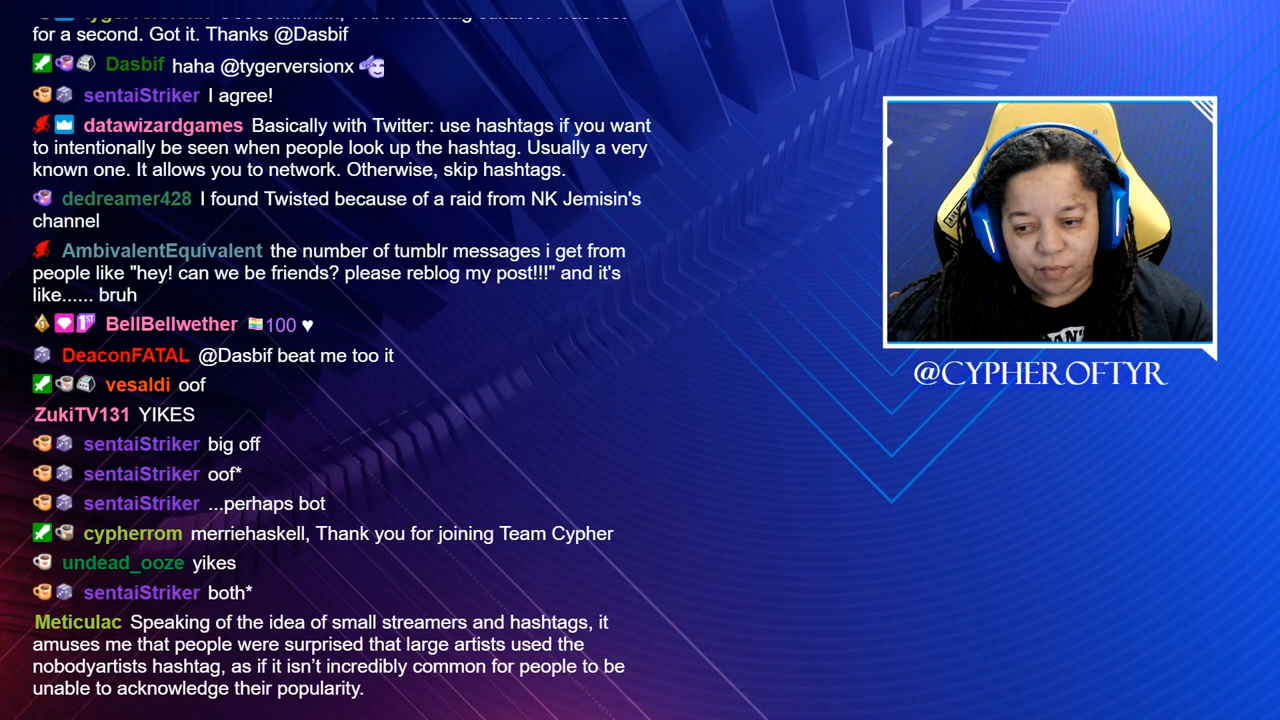 for a second. Got it. Thanks @Dasbif
Dasbif haha @tygerversionx
sentaiStriker I agree!
datawizardgames Basically with Twitter: use hashtags if you want
to intentionally be seen when people look up the hashtag. Usually a very
known one. It allows you to network. Otherwise, skip hashtags.
dedreamer428 I found Twisted because of a raid from NK Jemisin's
channel
AmbivalentEquivalent the number of tumblr messages i get from
people like "hey! can we be friends? please reblog my post!!!" and it's
like...... bruh
1ST BellBellwether 100 ♥
DeaconFATAL @Dasbif beat me too it
vesaldi oof
ZukiTV131 YIKES
sentaiStriker big off
sentaiStriker oof*
sentaiStriker ...perhaps bot
cypherrom merriehaskell, Thank you for joining Team Cypher
undead_ooze yikes
sentaiStriker both*
Meticulac Speaking of the idea of small streamers and hashtags, it
amuses me that people were surprised that large artists used the
nobodyartists hashtag, as if it isn’t incredibly common for people to be
unable to acknowledge their popularity.
@CYPHEROFTYR